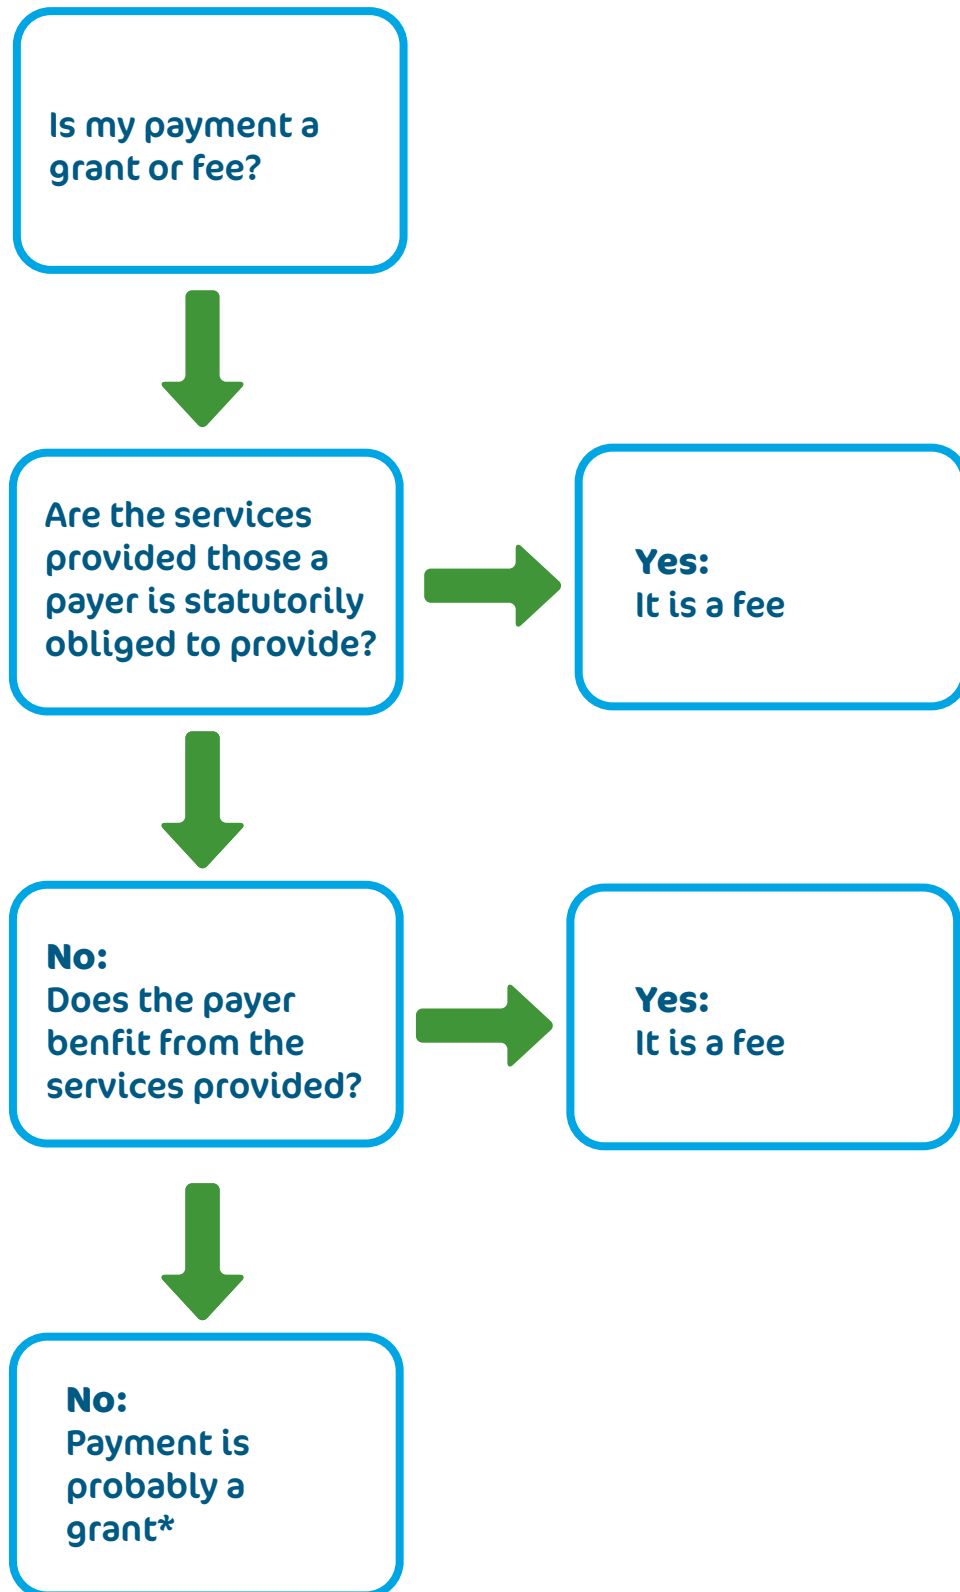 Is my payment a
grant or fee?
Are the services
provided those a
payer is statutorily
obliged to provide?
Yes:
It is a fee
No:
Does the payer
benfit from the
services provided?
Yes:
It is a fee
No:
Payment is
probably a
grant*